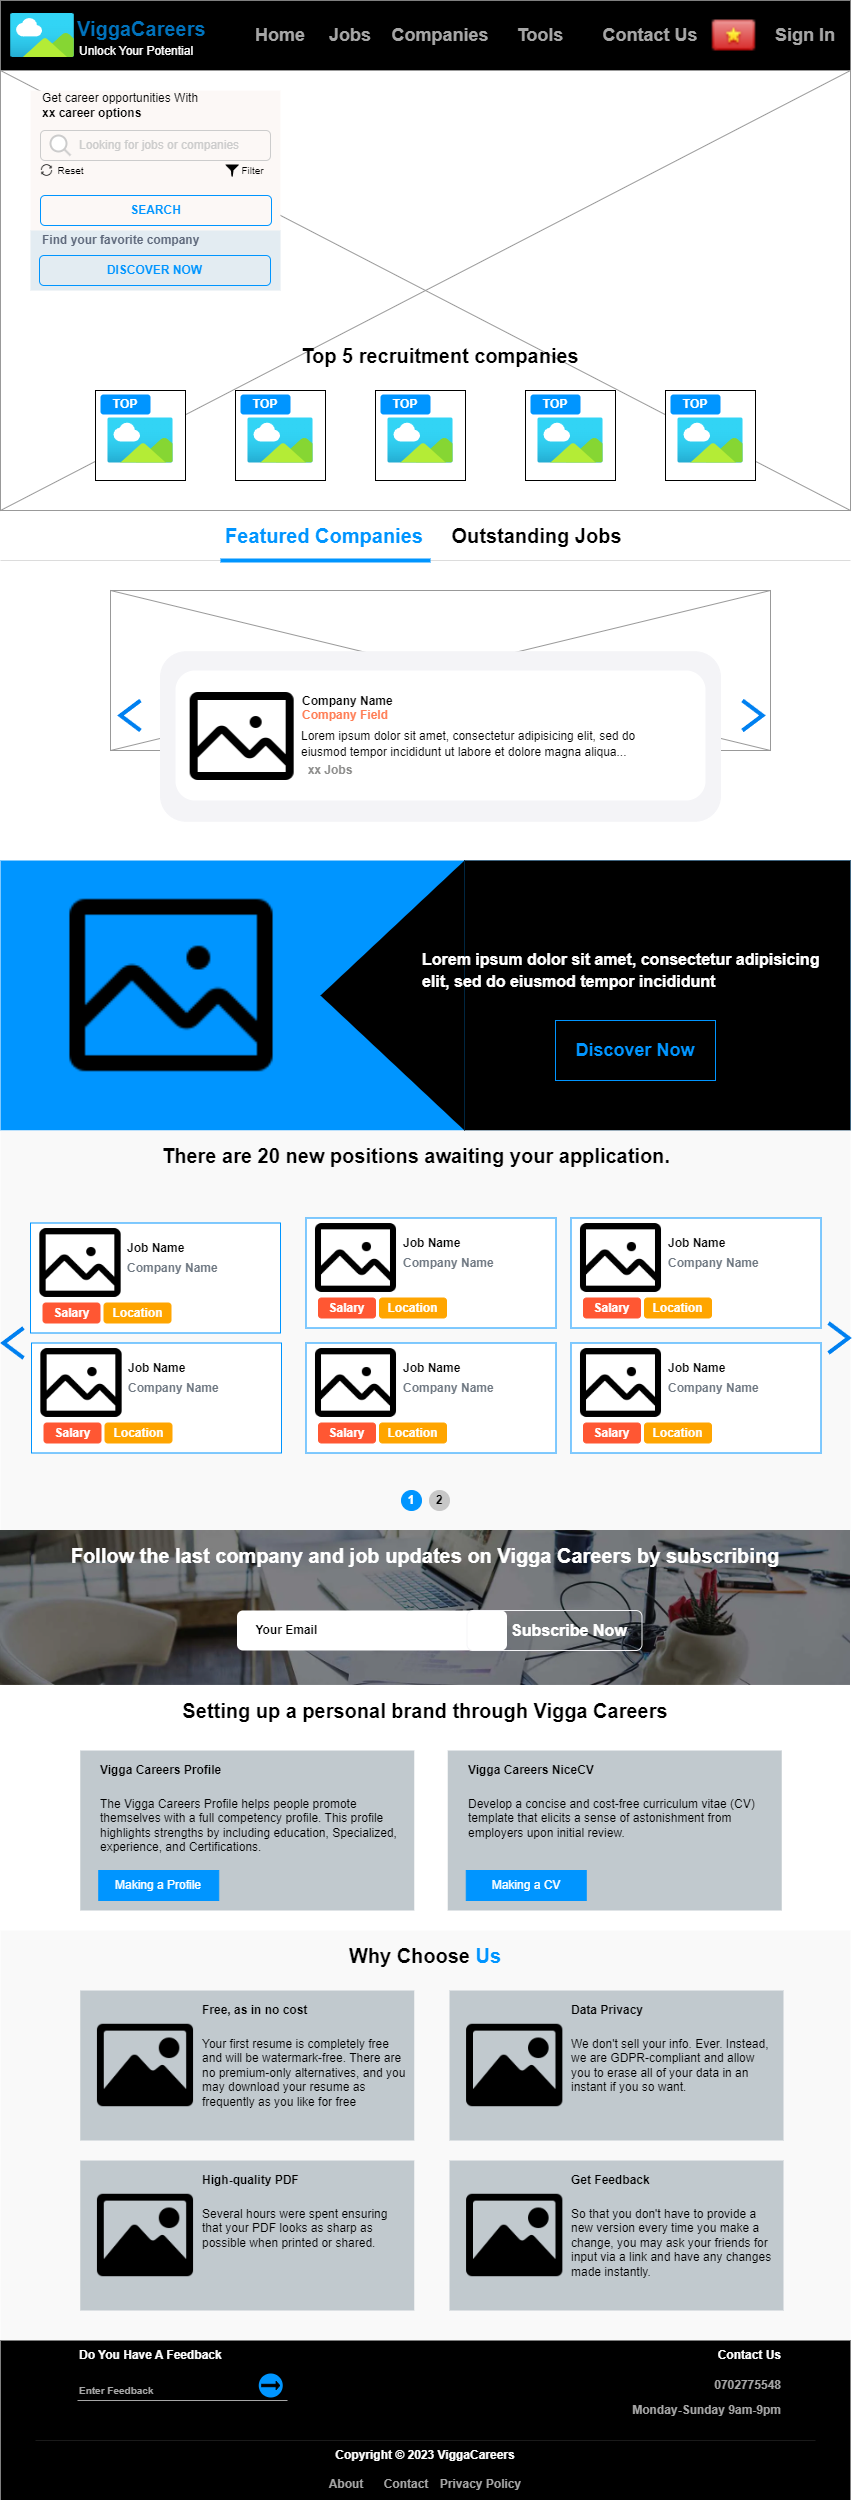 ViggaCareers
Unlock Your Potential
Home Jobs Companies Tools Contact Us Sign In
Get career opportunities With
xx career options
Looking for jobs or companies
Reset Filter
SEARCH
Find your favorite company
DISCOVER NOW
Top 5 recruitment companies
TOP TOP TOP TOP TOP
Featured Companies Outstanding Jobs
Company Name
Company Field
Lorem ipsum dolor sit amet, consectetur adipisicing elit, sed do
eiusmod tempor incididunt ut labore et dolore magna aliqua...
xx Jobs
Lorem ipsum dolor sit amet, consectetur adipisicing
elit, sed do eiusmod tempor incididunt
Discover Now
There are 20 new positions awaiting your application.
Job Name Job Name Job Name
Company Name Company Name Company Name
Salary Location Salary Location Salary Location
Job Name Job Name Job Name
Company Name Company Name Company Name
Salary Location Salary Location Salary Location
1 2
Follow the last company and job updates on Vigga Careers by subscribing
Your Email Subscribe Now
Setting up a personal brand through Vigga Careers
Vigga Careers Profile
The Vigga Careers Profile helps people promote
themselves with a full competency profile. This profile
highlights strengths by including education, Specialized,
experience, and Certifications.
Making a Profile
Vigga Careers NiceCV
Develop a concise and cost-free curriculum vitae (CV)
template that elicits a sense of astonishment from
employers upon initial review.
Making a CV
Why Choose Us
Free, as in no cost
Your first resume is completely free
and will be watermark-free. There are
no premium-only alternatives, and you
may download your resume as
frequently as you like for free
Data Privacy
We don't sell your info. Ever. Instead,
we are GDPR-compliant and allow
you to erase all of your data in an
instant if you so want.
High-quality PDF
Several hours were spent ensuring
that your PDF looks as sharp as
possible when printed or shared.
Get Feedback
So that you don't have to provide a
new version every time you make a
change, you may ask your friends for
input via a link and have any changes
made instantly.
Do You Have A Feedback
Enter Feedback
Contact Us
0702775548
Monday-Sunday 9am-9pm
Copyright © 2023 ViggaCareers
About Contact Privacy Policy